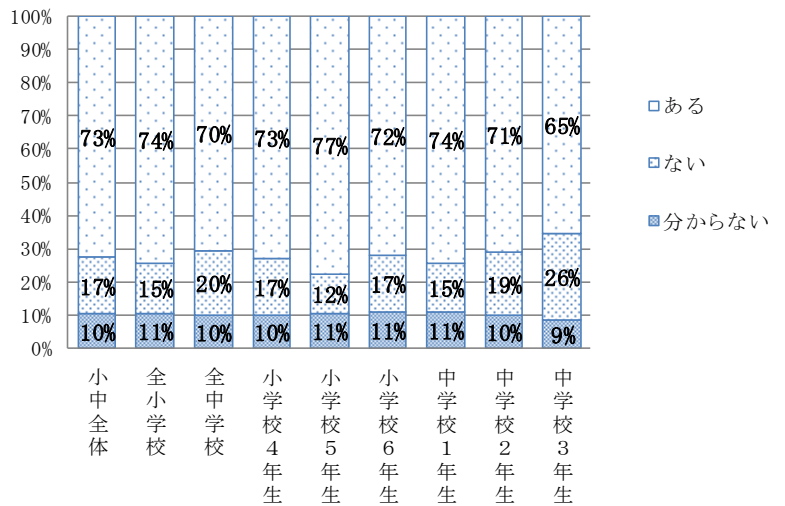 100%
90%
80%
70%
60%
50%
40%
30%
20%
10%
0%
73% 74% 70% 73% 77% 72% 74% 71% 65%
17% 15% 20% 17% 12% 17% 15% 19% 26%
10% 11% 10% 10% 11% 11% 11% 10% 9%
小中全体
全小学校
全中学校
小学校4年生
小学校5年生
小学校6年生
中学校1年生
中学校2年生
中学校3年生
ある
ない
分からない